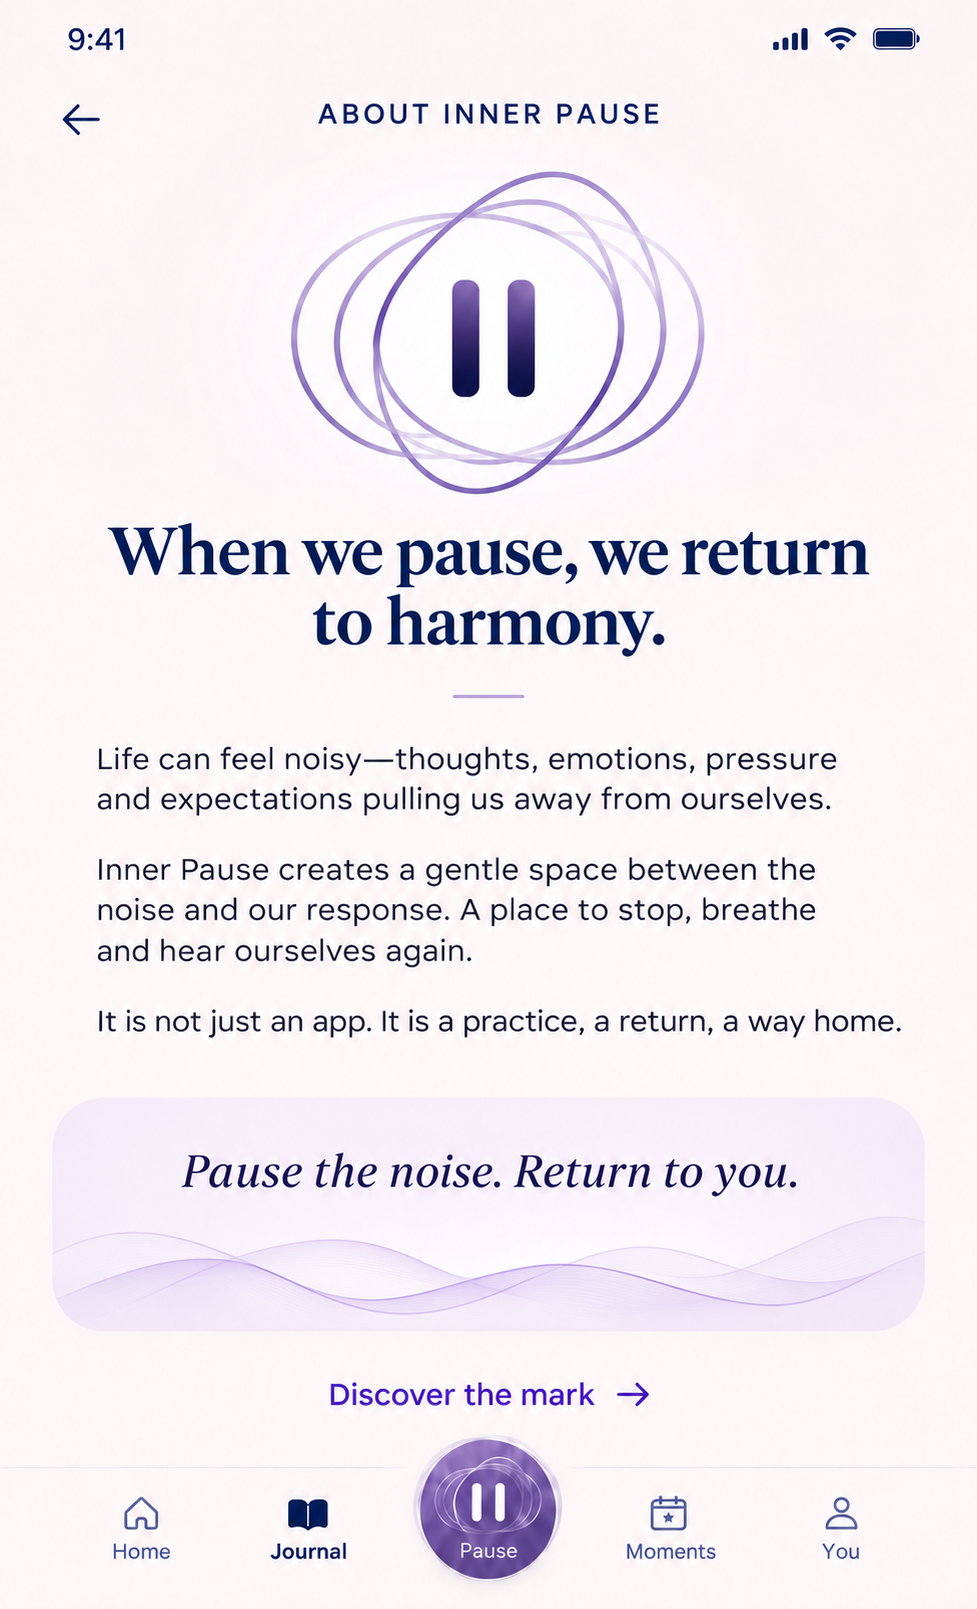 9:41
ABOUT INNER PAUSE
When we pause, we return
to harmony.
Life can feel noisy—thoughts, emotions, pressure
and expectations pulling us away from ourselves.
Inner Pause creates a gentle space between the
noise and our response. A place to stop, breathe
and hear ourselves again.
It is not just an app. It is a practice, a return, a way home.
Pause the noise. Return to you.
Discover the mark →
Home
Journal
Pause
Moments
You